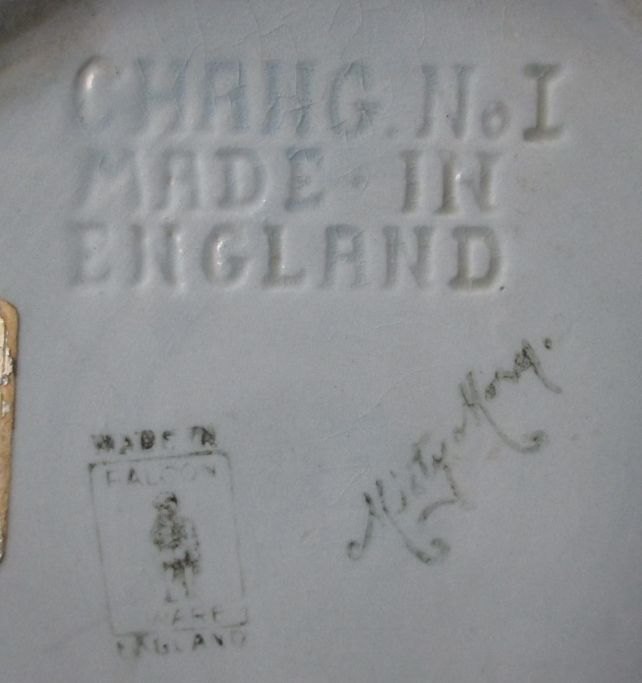 CHANG. No I
MADE · IN
ENGLAND
Misty Morn.
MADE IN
FALCON
WARE
ENGLAND